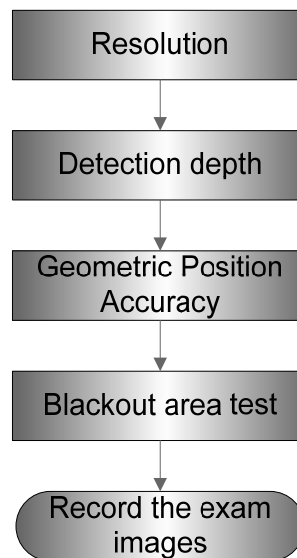 Resolution
Detection depth
Geometric Position
Accuracy
Blackout area test
Record the exam
images